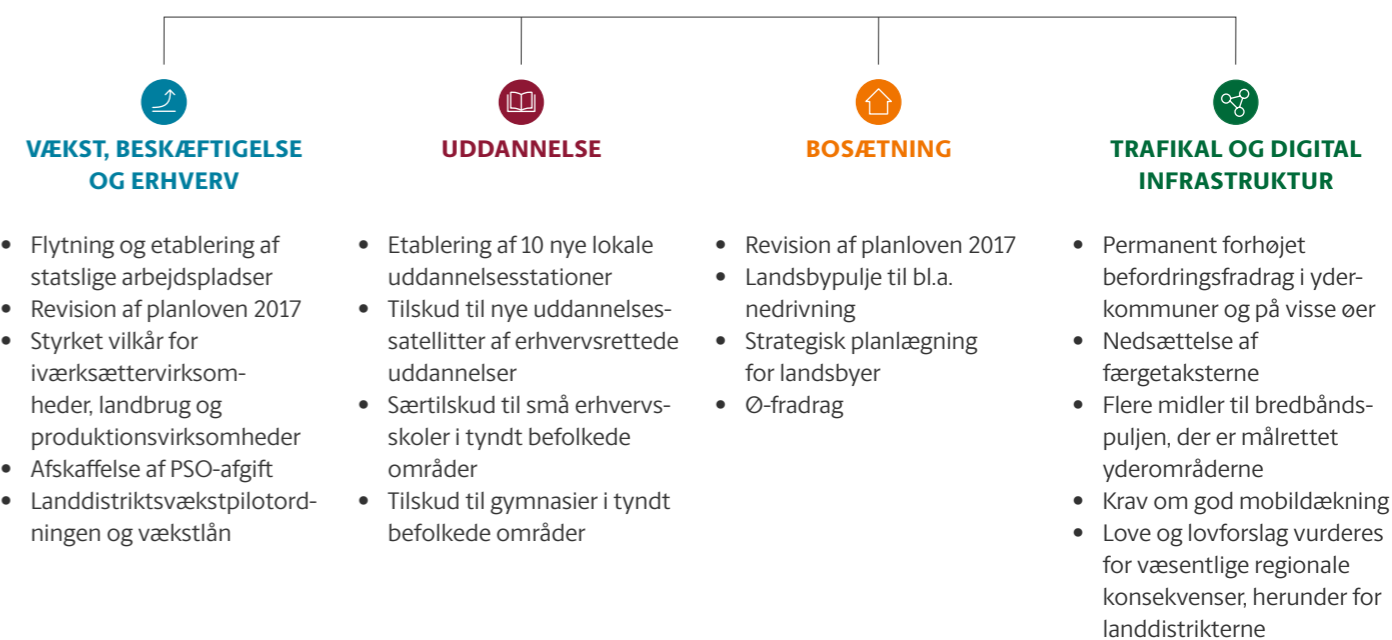 VÆKST, BESKÆFTIGELSE
OG ERHVERV
• Flytning og etablering af
statslige arbejdspladser
• Revision af planloven 2017
• Styrket vilkår for
iværksættervirksom-
heder, landbrug og
produktionsvirksomheder
• Afskaffelse af PSO-afgift
• Landdistriktsvækstpilotord-
ningen og vækstlån
UDDANNELSE
• Etablering af 10 nye lokale
uddannelsesstationer
• Tilskud til nye uddannelses-
satellitter af erhvervsrettede
uddannelser
• Særtilskud til små erhvervs-
skoler i tyndt befolkede
områder
• Tilskud til gymnasier i tyndt
befolkede områder
BOSÆTNING
• Revision af planloven 2017
• Landsbypulje til bl.a.
nedrivning
• Strategisk planlægning
for landsbyer
• Ø-fradrag
TRAFIKAL OG DIGITAL
INFRASTRUKTUR
• Permanent forhøjet
befordringsfradrag i yder-
kommuner og på visse øer
• Nedsættelse af
færgetaksterne
• Flere midler til bredbånds-
puljen, der er målrettet
yderområderne
• Krav om god mobildækning
• Love og lovforslag vurderes
for væsentlige regionale
konsekvenser, herunder for
landdistrikterne